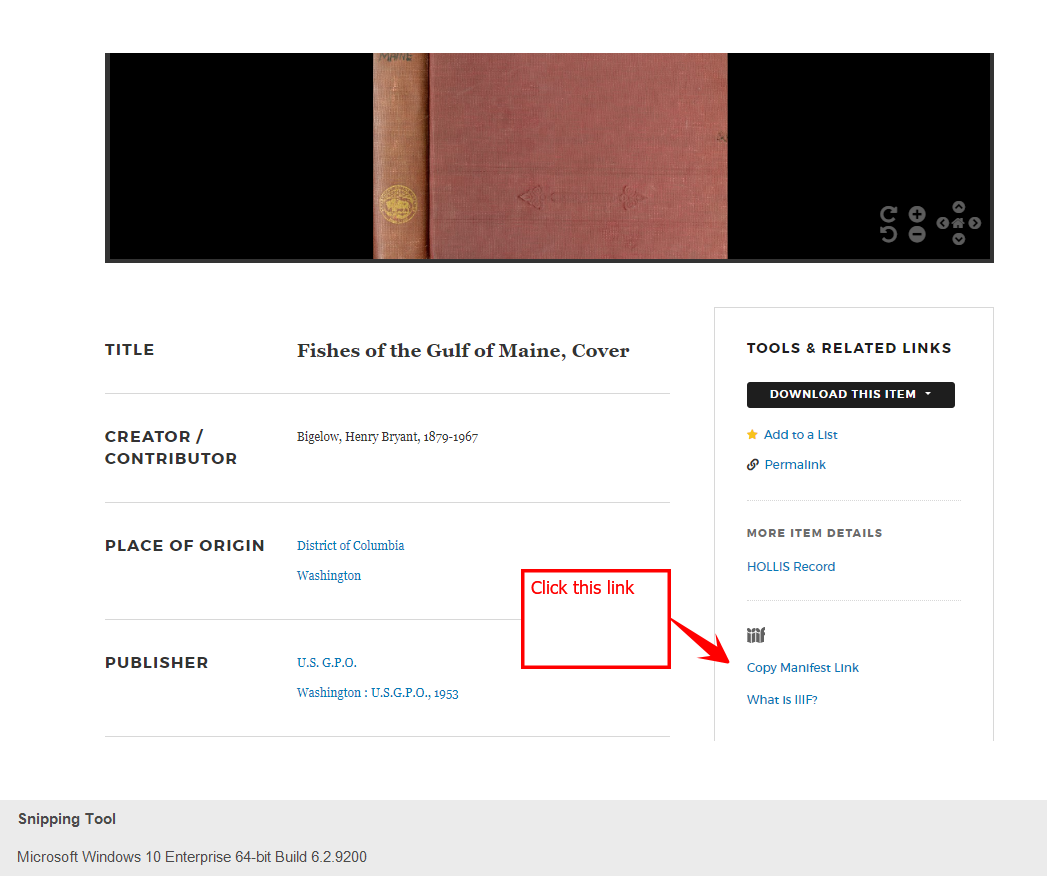 MAINE
TITLE
Fishes of the Gulf of Maine, Cover
CREATOR /
CONTRIBUTOR
Bigelow, Henry Bryant, 1879-1967
PLACE OF ORIGIN
District of Columbia
Washington
PUBLISHER
U.S. G.P.O.
Washington : U.S.G.P.O., 1953
Click this link
TOOLS & RELATED LINKS
DOWNLOAD THIS ITEM
Add to a List
Permalink
MORE ITEM DETAILS
HOLLIS Record
iiif
Copy Manifest Link
What is IIIF?
Snipping Tool
Microsoft Windows 10 Enterprise 64-bit Build 6.2.9200